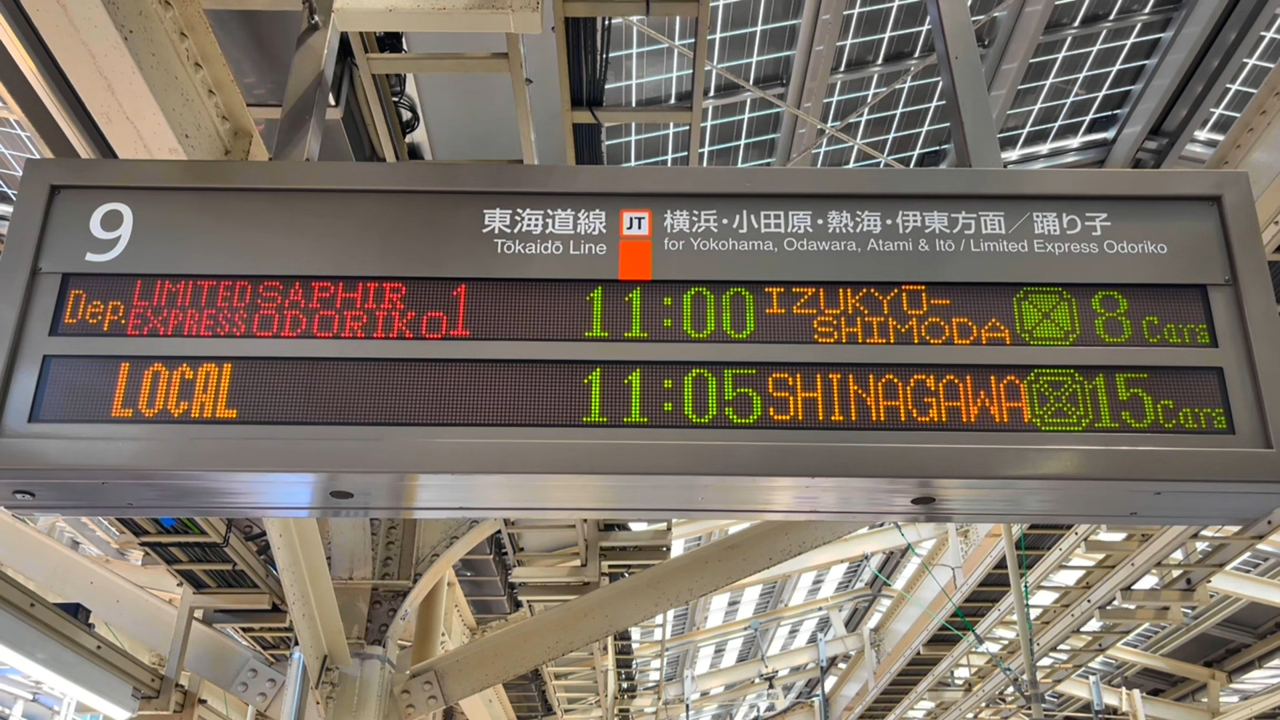 9
東海道線 JT 横浜・小田原・熱海・伊東方面／踊り子
Tōkaidō Line for Yokohama, Odawara, Atami & Itō / Limited Express Odoriko
Dep. LIMITED EXPRESS SAPHIR ODORIKO 1 11:00 IZUKYŪ-SHIMODA 8 Cars
LOCAL 11:05 SHINAGAWA 15 Cars